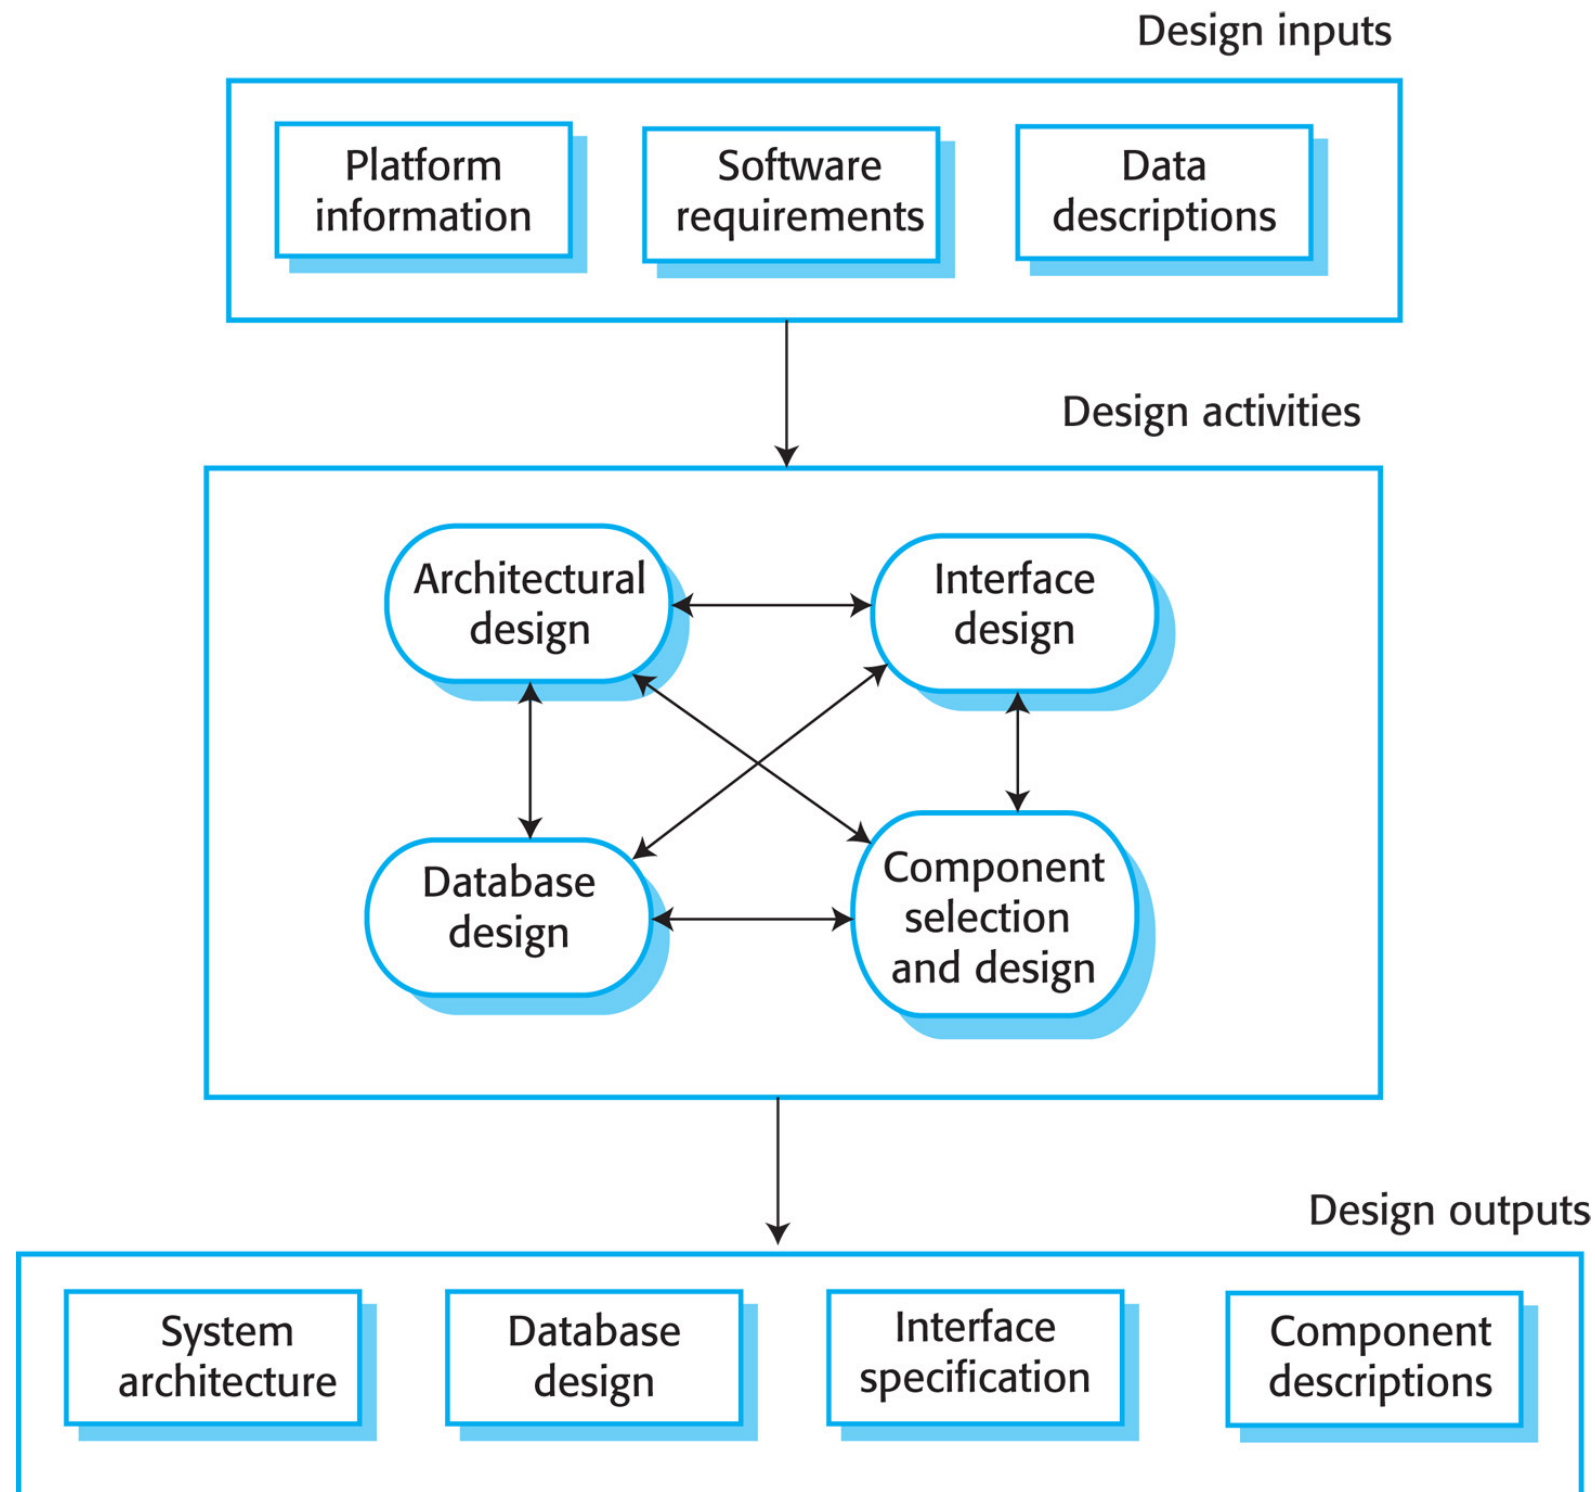 Design inputs
Platform
information
Software
requirements
Data
descriptions
Design activities
Architectural
design
Interface
design
Database
design
Component
selection
and design
Design outputs
System
architecture
Database
design
Interface
specification
Component
descriptions